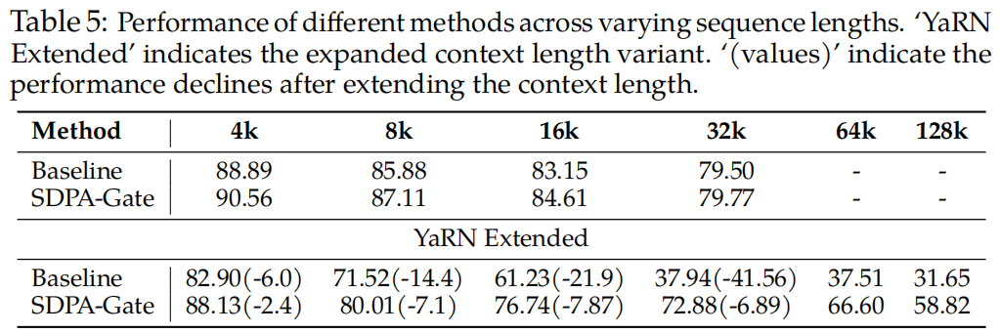 Table 5: Performance of different methods across varying sequence lengths. ‘YaRN
Extended’ indicates the expanded context length variant. ‘(values)’ indicate the
performance declines after extending the context length.
Method 4k 8k 16k 32k 64k 128k
Baseline 88.89 85.88 83.15 79.50 - -
SDPA-Gate 90.56 87.11 84.61 79.77 - -
YaRN Extended
Baseline 82.90(-6.0) 71.52(-14.4) 61.23(-21.9) 37.94(-41.56) 37.51 31.65
SDPA-Gate 88.13(-2.4) 80.01(-7.1) 76.74(-7.87) 72.88(-6.89) 66.60 58.82